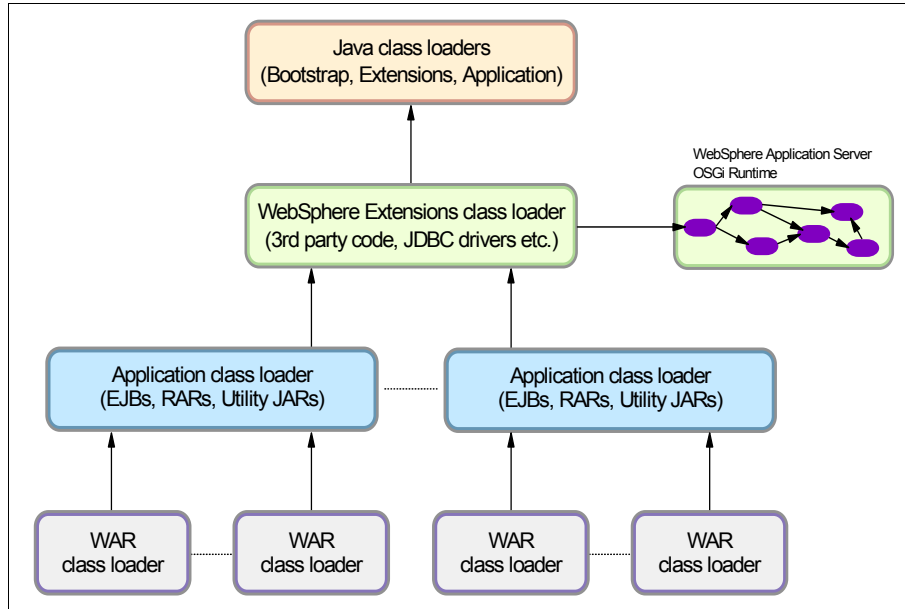 Java class loaders
(Bootstrap, Extensions, Application)
WebSphere Application Server
OSGi Runtime
WebSphere Extensions class loader
(3rd party code, JDBC drivers etc.)
Application class loader
(EJBs, RARs, Utility JARs)
Application class loader
(EJBs, RARs, Utility JARs)
WAR
class loader
WAR
class loader
WAR
class loader
WAR
class loader